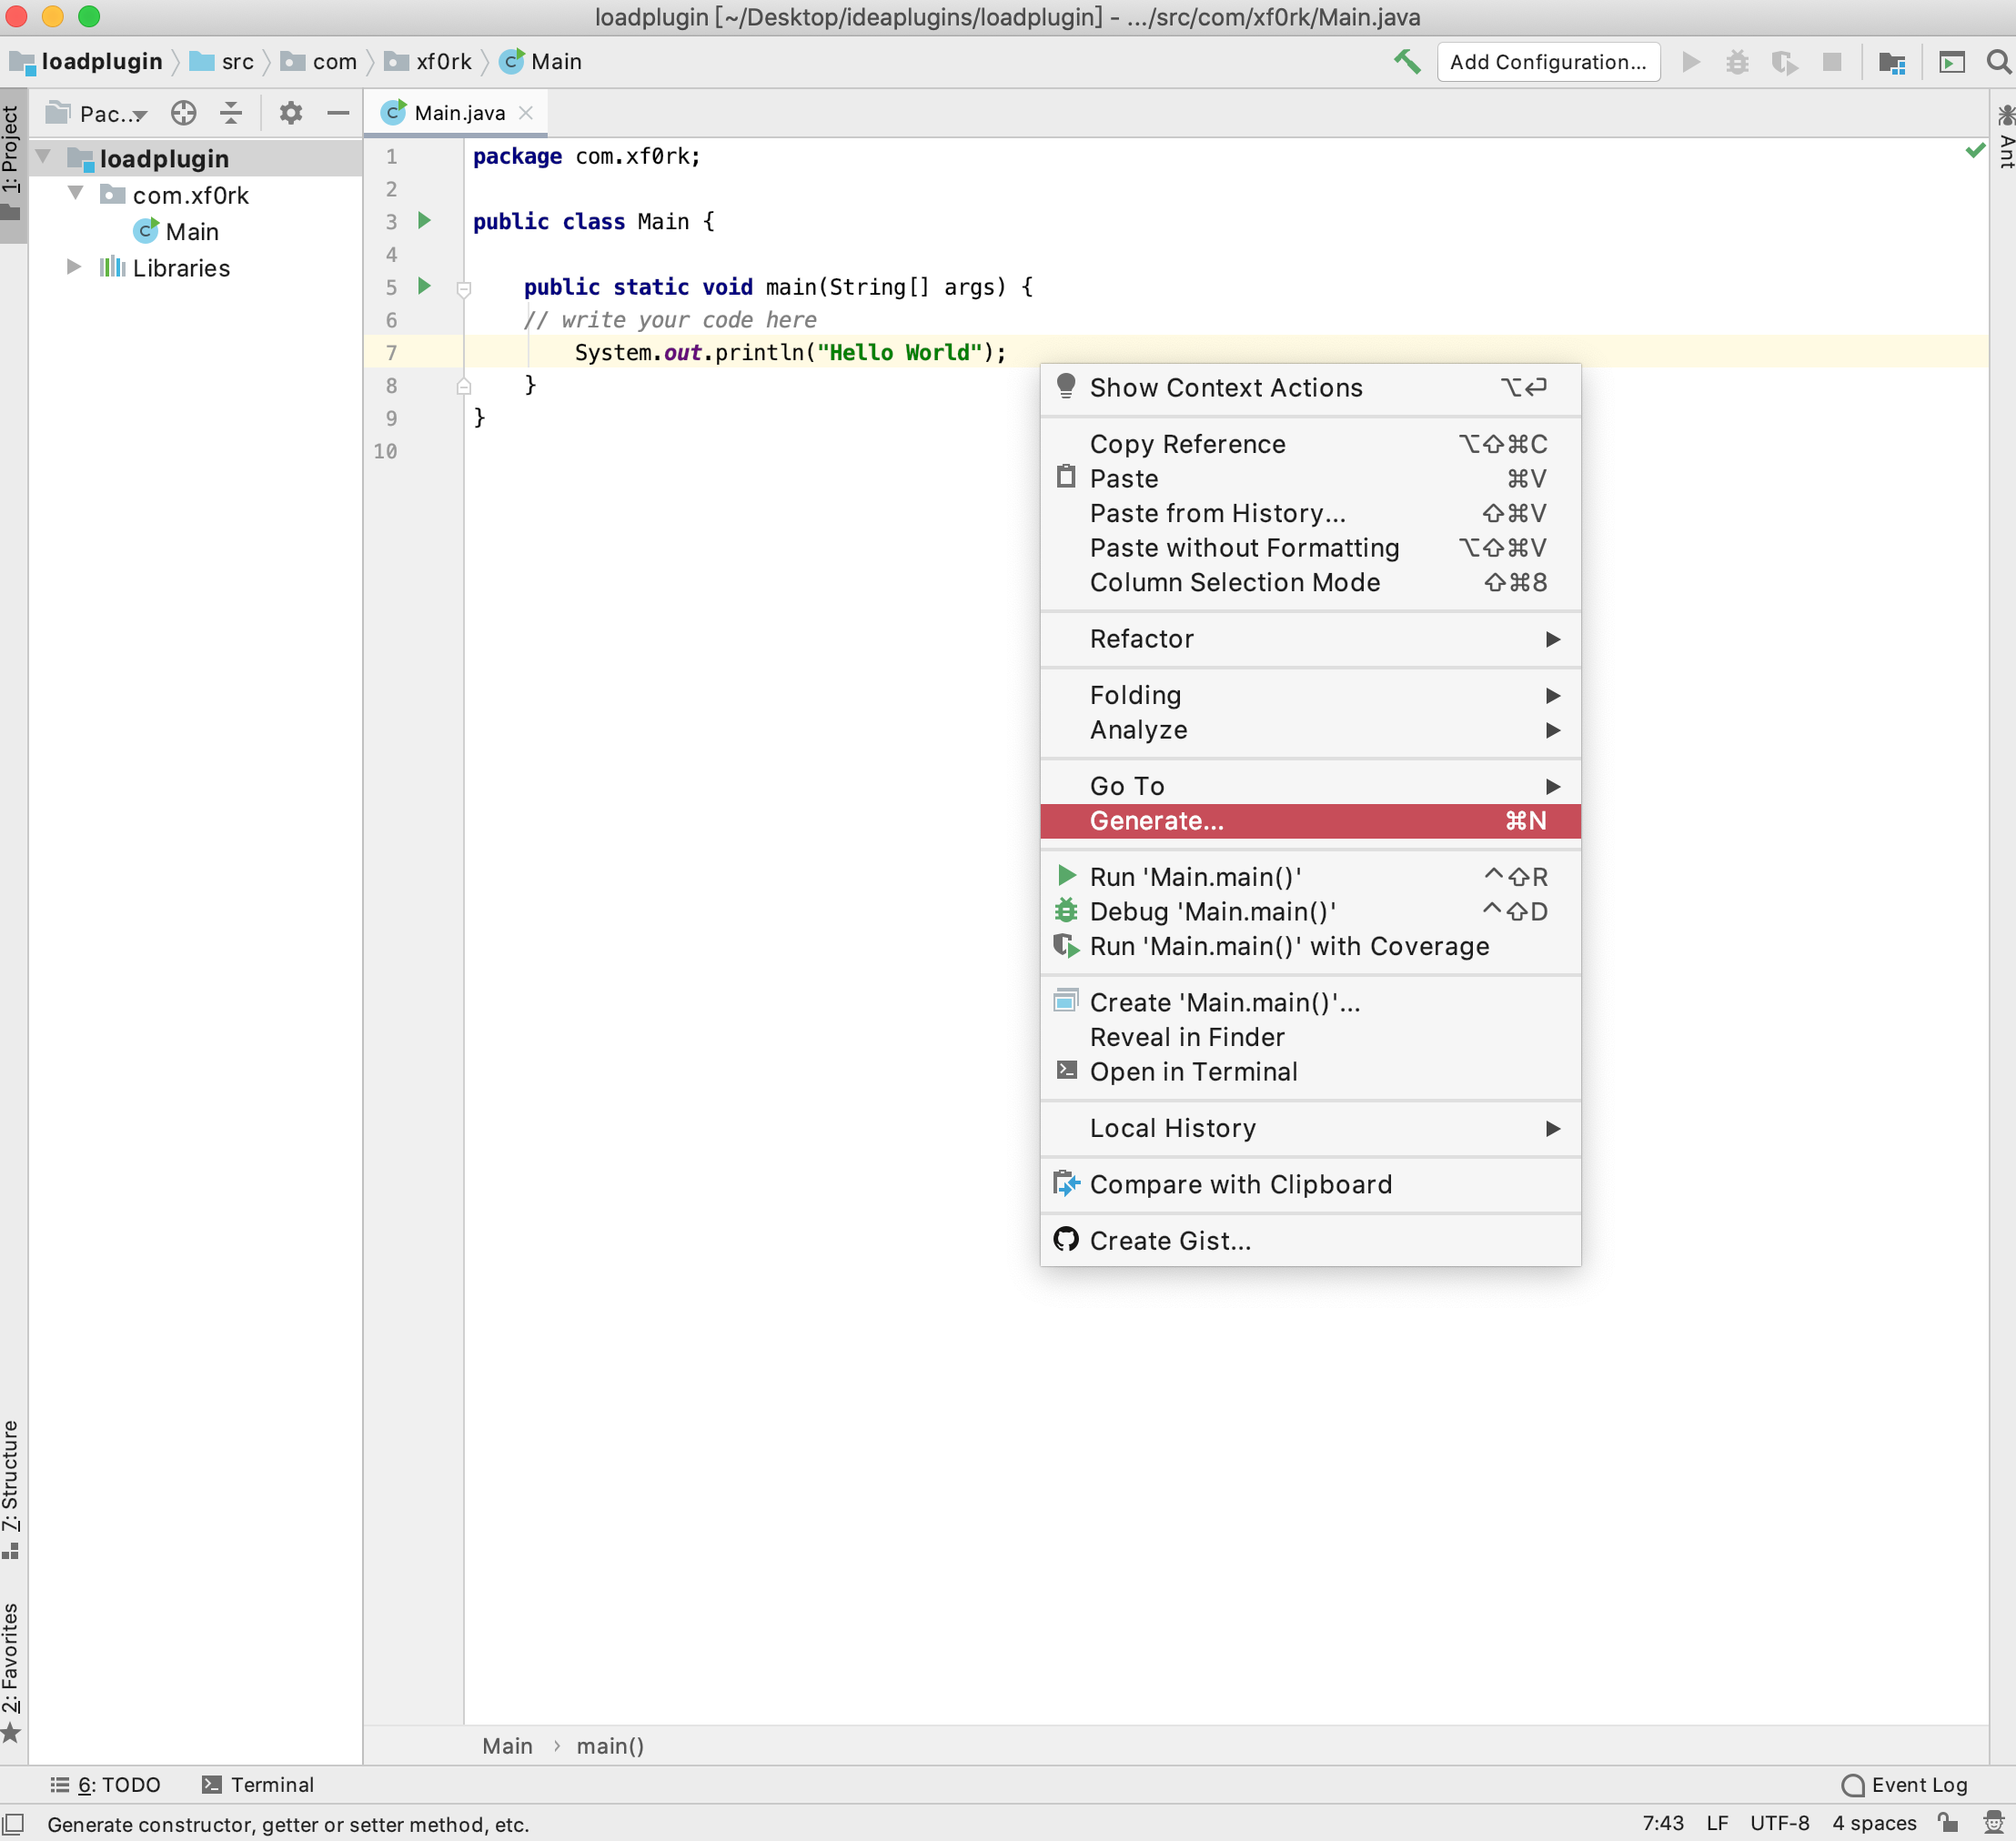 loadplugin [~/Desktop/ideaplugins/loadplugin] - .../src/com/xf0rk/Main.java
loadplugin src com xf0rk Main Add Configuration...
1: Project
Pac...
Main.java
Ant
loadplugin
com.xf0rk
Main
Libraries
1 package com.xf0rk;
2
3 public class Main {
4
5 public static void main(String[] args) {
6 // write your code here
7 System.out.println("Hello World");
8 }
9 }
10
Show Context Actions ⌥⏎
Copy Reference ⌥⇧⌘C
Paste ⌘V
Paste from History... ⇧⌘V
Paste without Formatting ⌥⇧⌘V
Column Selection Mode ⇧⌘8
Refactor
Folding
Analyze
Go To
Generate... ⌘N
Run 'Main.main()' ^⇧R
Debug 'Main.main()' ^⇧D
Run 'Main.main()' with Coverage
Create 'Main.main()'...
Reveal in Finder
Open in Terminal
Local History
Compare with Clipboard
Create Gist...
7: Structure
2: Favorites
Main › main()
6: TODO Terminal Event Log
Generate constructor, getter or setter method, etc. 7:43 LF UTF-8 4 spaces